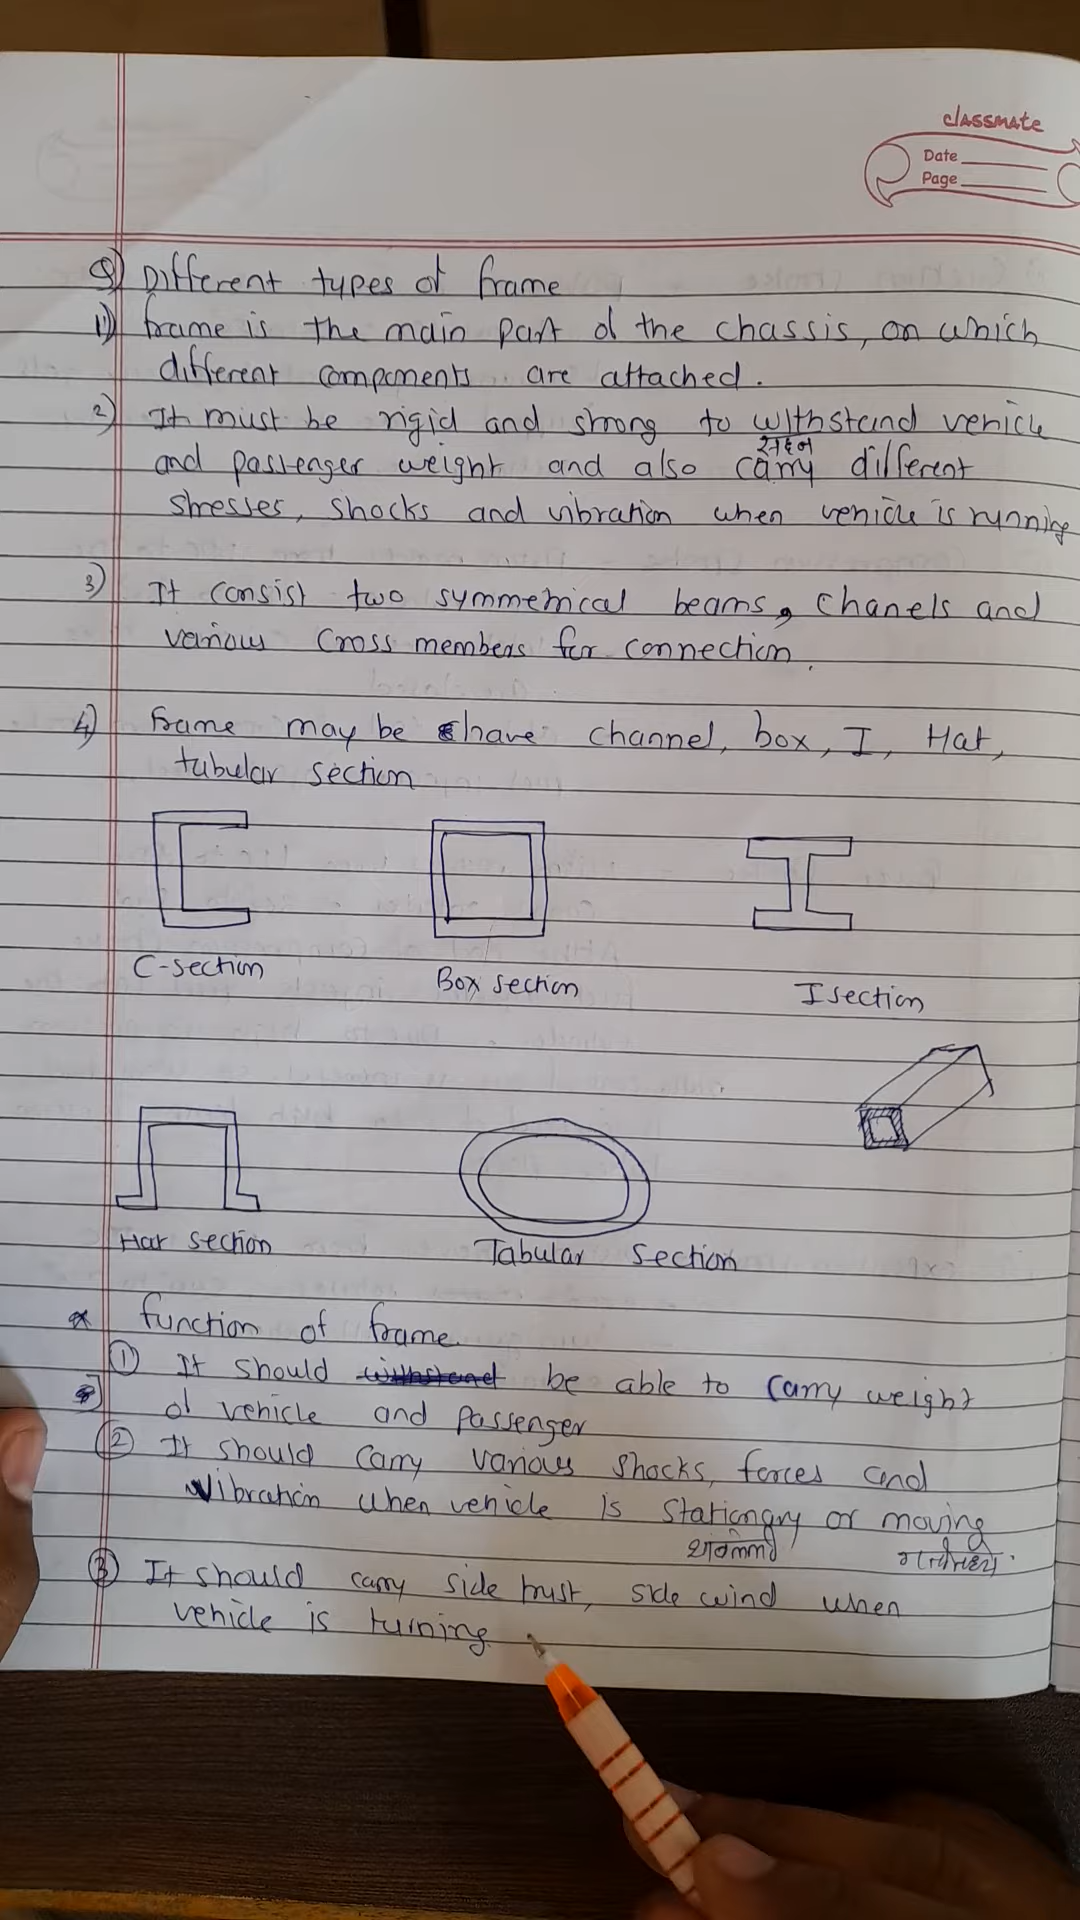 classmate
Date
Page
Q) Different types of frame
1) frame is the main part of the chassis, on which
different components are attached.
2) It must be rigid and strong to withstand vehicle
सहन
and passenger weight and also carry different
stresses, shocks and vibration when vehicle is running
3) It consist two symmetrical beams, chanels and
various cross members for connection.
4) frame may be have channel, box, I, Hat,
tubular section
C-section
Box section
I section
Hat section
Tabular section
* function of frame
① It should withstand be able to carry weight
of vehicle and passenger
② It should carry various shocks, forces and
vibration when vehicle is stationary or moving
③ It should carry side trust, side wind when
vehicle is turning